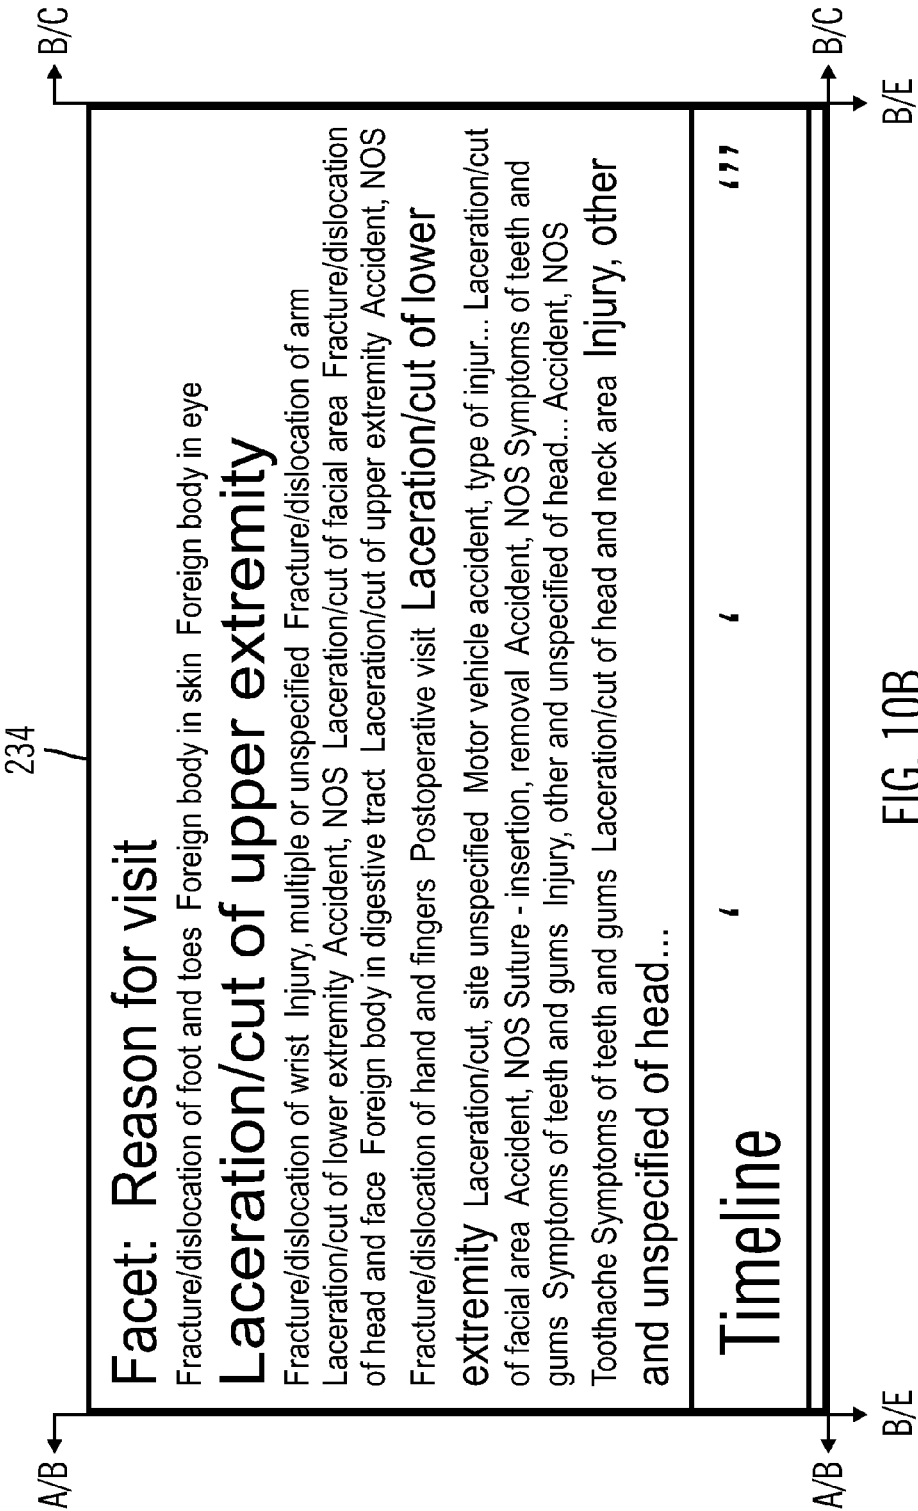 234
A/B
B/C
Facet: Reason for visit
Fracture/dislocation of foot and toes Foreign body in skin Foreign body in eye
Laceration/cut of upper extremity
Fracture/dislocation of wrist Injury, multiple or unspecified Fracture/dislocation of arm
Laceration/cut of lower extremity Accident, NOS Laceration/cut of facial area Fracture/dislocation
of head and face Foreign body in digestive tract Laceration/cut of upper extremity Accident, NOS
Fracture/dislocation of hand and fingers Postoperative visit Laceration/cut of lower
extremity Laceration/cut, site unspecified Motor vehicle accident, type of injur... Laceration/cut
of facial area Accident, NOS Suture - insertion, removal Accident, NOS Symptoms of teeth and
gums Symptoms of teeth and gums Injury, other and unspecified of head... Accident, NOS
Toothache Symptoms of teeth and gums Laceration/cut of head and neck area Injury, other
and unspecified of head...
Timeline ‘ ‘ ‘”
A/B
B/C
B/E
B/E
FIG. 10B